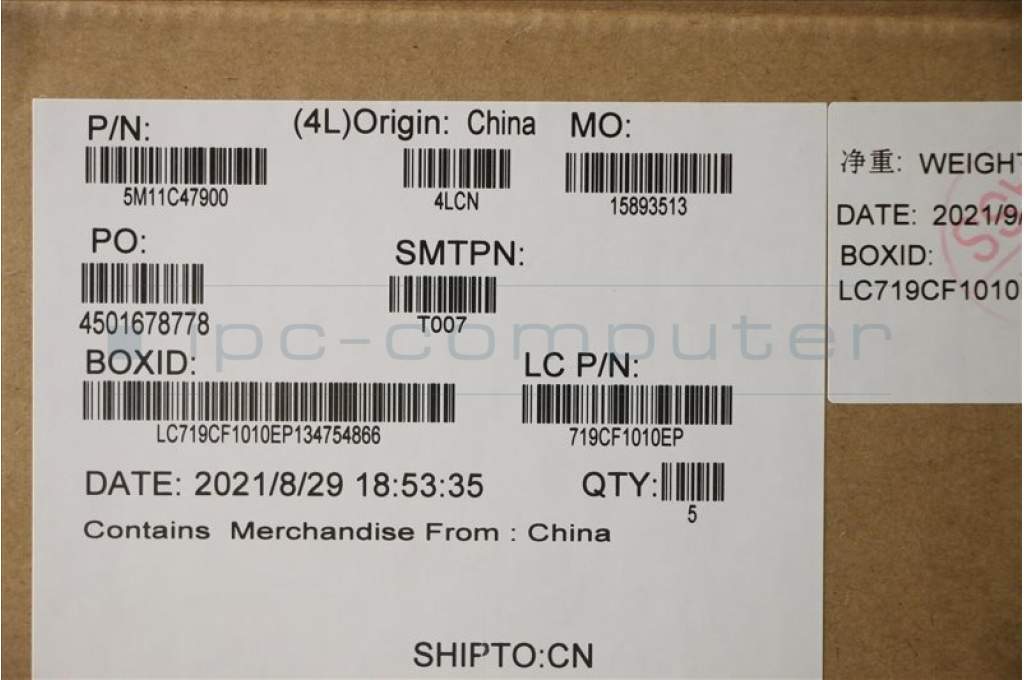 P/N: (4L)Origin: China MO:
5M11C47900 4LCN 15893513
PO: SMTPN:
4501678778 T007
ipc-computer
BOXID: LC P/N:
LC719CF1010EP134754866 719CF1010EP
DATE: 2021/8/29 18:53:35 QTY:
5
Contains Merchandise From : China
SHIPTO:CN
净重: WEIGHT
DATE: 2021/9/
BOXID:
LC719CF1010